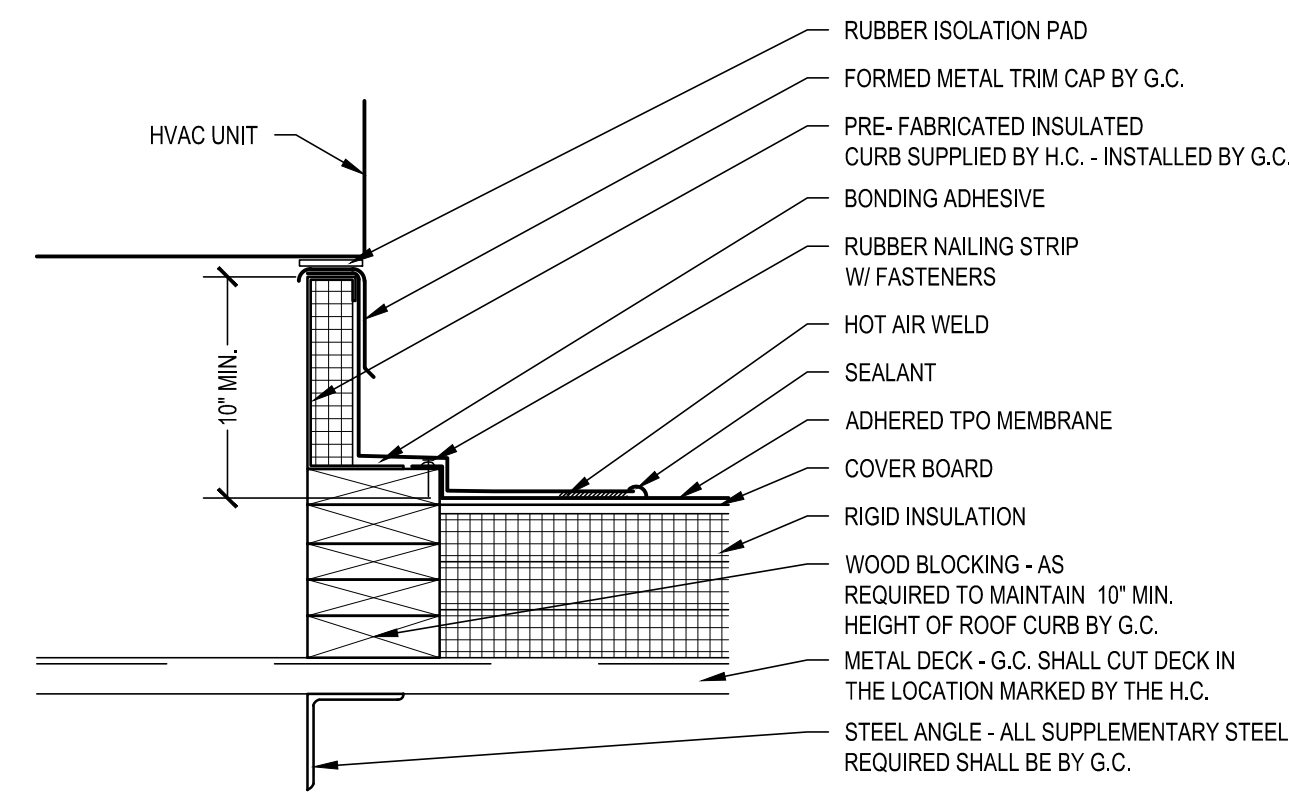 RUBBER ISOLATION PAD
FORMED METAL TRIM CAP BY G.C.
HVAC UNIT
PRE- FABRICATED INSULATED
CURB SUPPLIED BY H.C. - INSTALLED BY G.C.
BONDING ADHESIVE
RUBBER NAILING STRIP
W/ FASTENERS
HOT AIR WELD
10" MIN.
SEALANT
ADHERED TPO MEMBRANE
COVER BOARD
RIGID INSULATION
WOOD BLOCKING - AS
REQUIRED TO MAINTAIN 10" MIN.
HEIGHT OF ROOF CURB BY G.C.
METAL DECK - G.C. SHALL CUT DECK IN
THE LOCATION MARKED BY THE H.C.
STEEL ANGLE - ALL SUPPLEMENTARY STEEL
REQUIRED SHALL BE BY G.C.